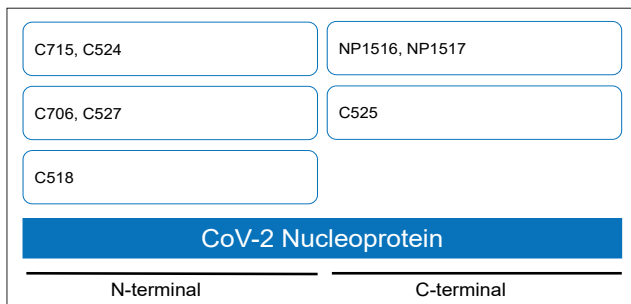 C715, C524
NP1516, NP1517
C706, C527
C525
C518
CoV-2 Nucleoprotein
N-terminal
C-terminal